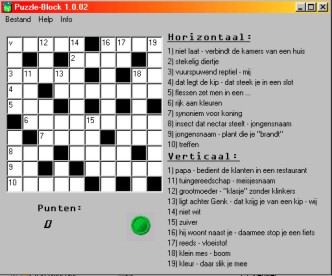 Puzzle-Block 1.0.02
Bestand Help Info
v 12 14 16 17 19
2
3 11 13 18
4
5
6 15
7
8
9
10
Horizontaal:
1) niet laat - verbindt de kamers van een huis
2) stekelig diertje
3) vuurspuwend reptiel - mij
4) dat legt de kip - dat steek je in een slot
5) flessen zet men in een ...
6) rijk aan kleuren
7) synoniem voor koning
8) insect dat nectar steelt - jongensnaam
9) jongensnaam - plant die je "brandt"
10) treffen
Verticaal:
1) papa - bedient de klanten in een restaurant
11) tuingereedschap - meisjesnaam
12) grootmoeder - "klasje" zonder klinkers
13) ligt achter Genk - dat krijg je van een kip - wij
14) niet wit
15) zuiver
16) hij woont naast je - daarmee stop je een fiets
17) reeds - vloeistof
18) klein mes - boom
19) kleur - daar slik je mee
Punten:
0